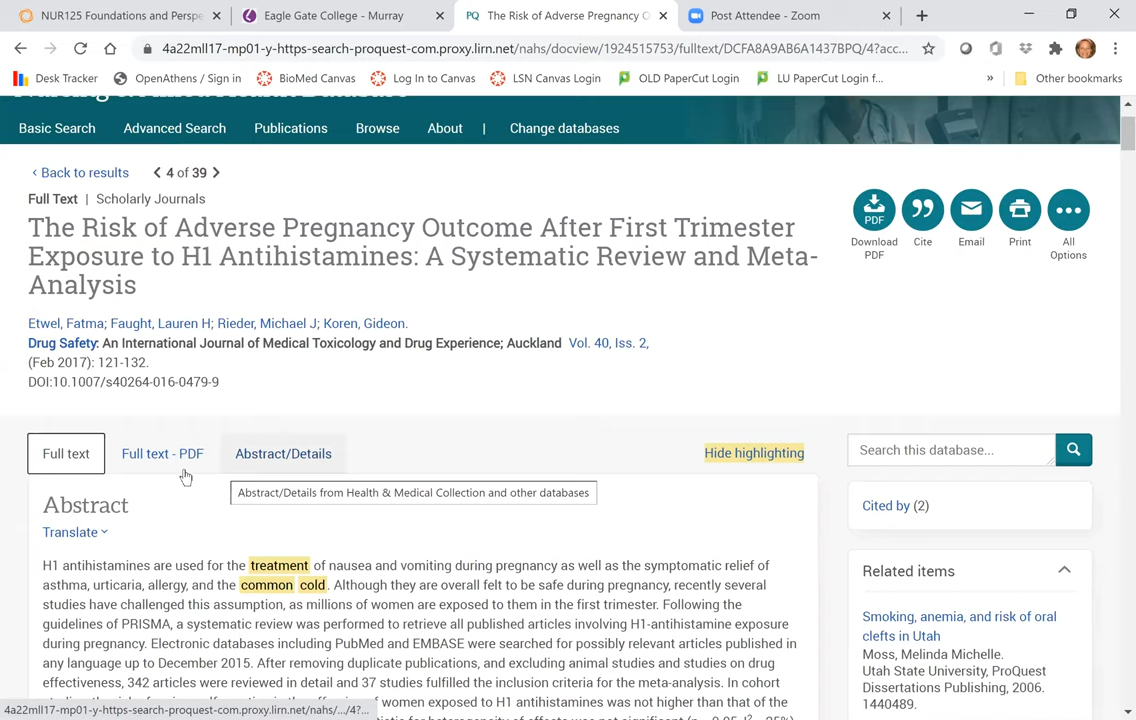 NUR125 Foundations and Perspe
Eagle Gate College - Murray
PQ The Risk of Adverse Pregnancy O
Post Attendee - Zoom
4a22mll17-mp01-y-https-search-proquest-com.proxy.lirn.net/nahs/docview/1924515753/fulltext/DCFA8A9AB6A1437BPQ/4?acc...
Desk Tracker
OpenAthens / Sign in
BioMed Canvas
Log In to Canvas
LSN Canvas Login
OLD PaperCut Login
LU PaperCut Login f...
»
Other bookmarks
Basic Search
Advanced Search
Publications
Browse
About
|
Change databases
‹ Back to results
4 of 39
Full Text | Scholarly Journals
The Risk of Adverse Pregnancy Outcome After First Trimester
Exposure to H1 Antihistamines: A Systematic Review and Meta-
Analysis
Download
PDF
Cite
Email
Print
All
Options
PDF
Etwel, Fatma; Faught, Lauren H; Rieder, Michael J; Koren, Gideon.
Drug Safety: An International Journal of Medical Toxicology and Drug Experience; Auckland Vol. 40, Iss. 2,
(Feb 2017): 121-132.
DOI:10.1007/s40264-016-0479-9
Full text
Full text - PDF
Abstract/Details
Hide highlighting
Search this database...
Abstract/Details from Health & Medical Collection and other databases
Abstract
Translate
Cited by (2)
H1 antihistamines are used for the treatment of nausea and vomiting during pregnancy as well as the symptomatic relief of
asthma, urticaria, allergy, and the common cold. Although they are overall felt to be safe during pregnancy, recently several
studies have challenged this assumption, as millions of women are exposed to them in the first trimester. Following the
guidelines of PRISMA, a systematic review was performed to retrieve all published articles involving H1-antihistamine exposure
during pregnancy. Electronic databases including PubMed and EMBASE were searched for possibly relevant articles published in
any language up to December 2015. After removing duplicate publications, and excluding animal studies and studies on drug
effectiveness, 342 articles were reviewed in detail and 37 studies fulfilled the inclusion criteria for the meta-analysis. In cohort
women exposed to H1 antihistamines was not higher than that of the
Related items
Smoking, anemia, and risk of oral
clefts in Utah
Moss, Melinda Michelle.
Utah State University, ProQuest
Dissertations Publishing, 2006.
1440489.
4a22mll17-mp01-y-https-search-proquest-com.proxy.lirn.net/nahs/.../4?...